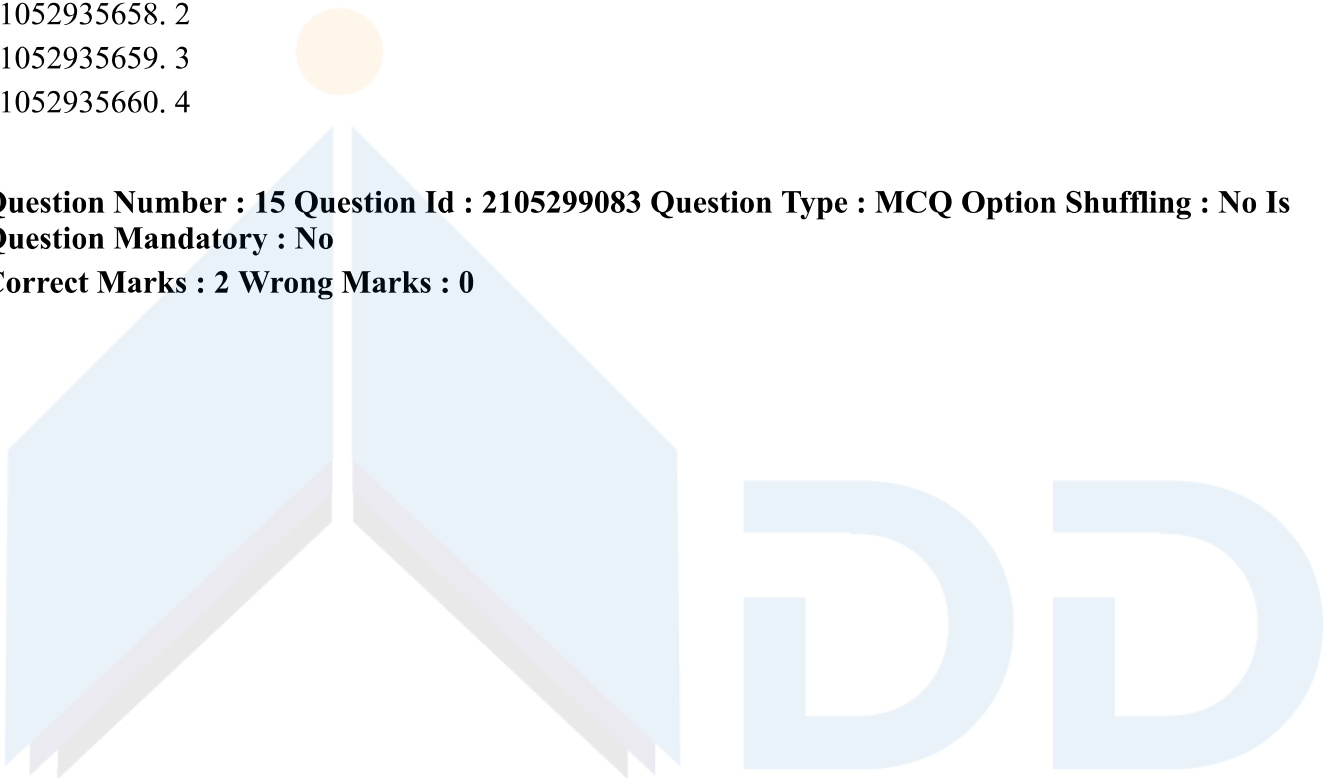 1052935658. 2
1052935659. 3
1052935660. 4
Question Number : 15 Question Id : 2105299083 Question Type : MCQ Option Shuffling : No Is
Question Mandatory : No
Correct Marks : 2 Wrong Marks : 0
DD